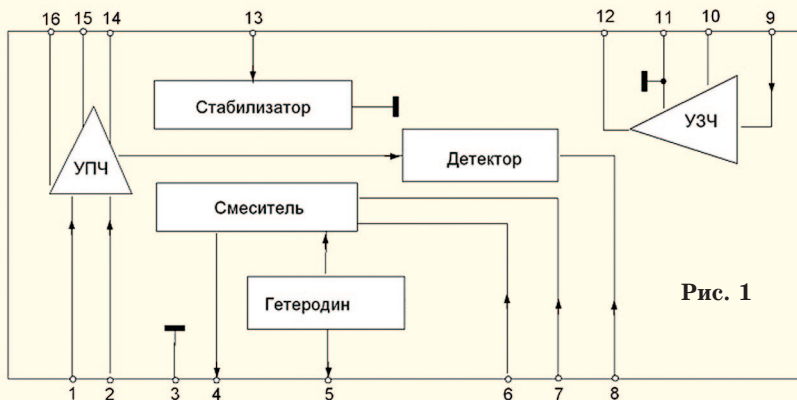 16 15 14 13 12 11 10 9
Стабилизатор
УЗЧ
УПЧ
Детектор
Смеситель
Гетеродин
Рис. 1
1 2 3 4 5 6 7 8